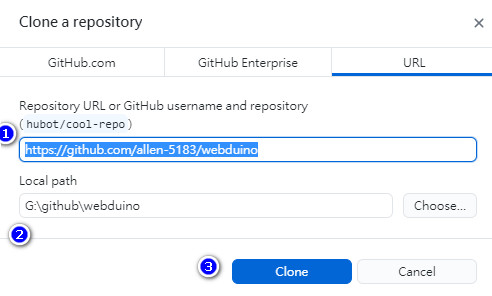 Clone a repository
GitHub.com GitHub Enterprise URL
Repository URL or GitHub username and repository
(hubot/cool-repo)
1
https://github.com/allen-5183/webduino
Local path
G:\github\webduino Choose...
2
3 Clone Cancel